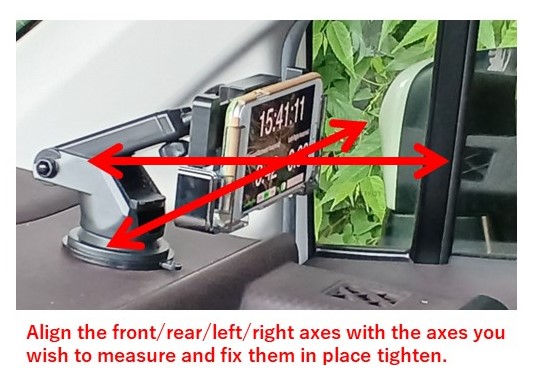 15:41:11
Align the front/rear/left/right axes with the axes you
wish to measure and fix them in place tighten.